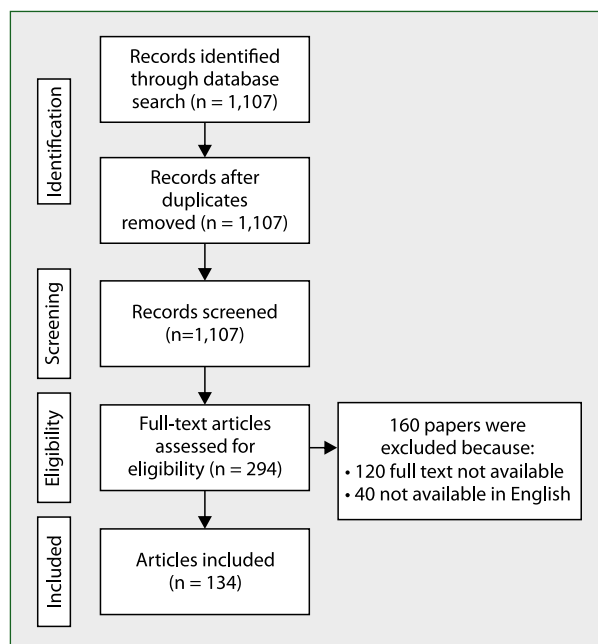 Identification
Records identified
through database
search (n = 1,107)
Records after
duplicates
removed (n = 1,107)
Screening
Records screened
(n=1,107)
Eligibility
Full-text articles
assessed for
eligibility (n = 294)
160 papers were
excluded because:
• 120 full text not available
• 40 not available in English
Included
Articles included
(n = 134)